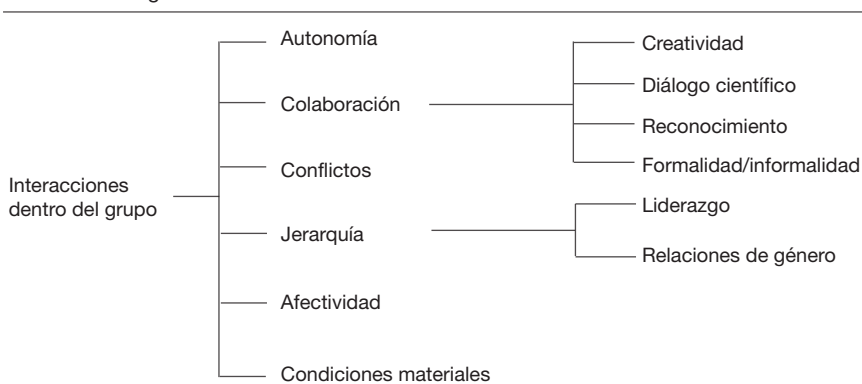 Autonomía
Colaboración
Conflictos
Interacciones
dentro del grupo
Jerarquía
Afectividad
Condiciones materiales
Creatividad
Diálogo científico
Reconocimiento
Formalidad/informalidad
Liderazgo
Relaciones de género